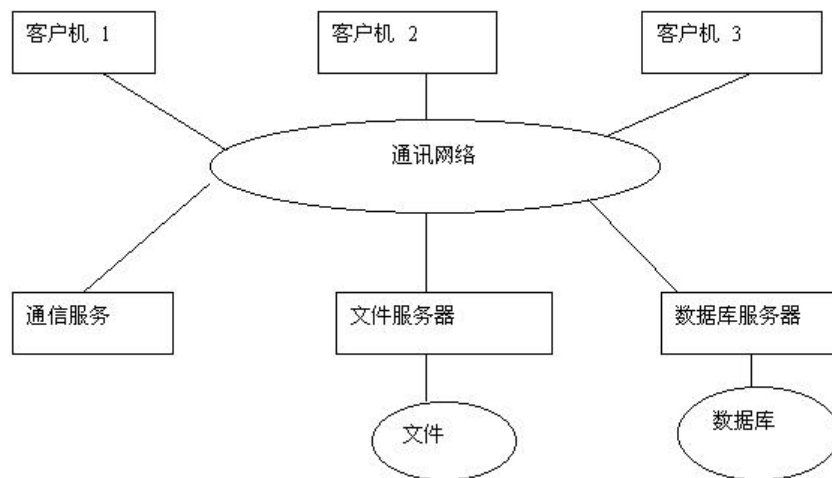 客户机 1
客户机 2
客户机 3
通讯网络
通信服务
文件服务器
数据库服务器
文件
数据库